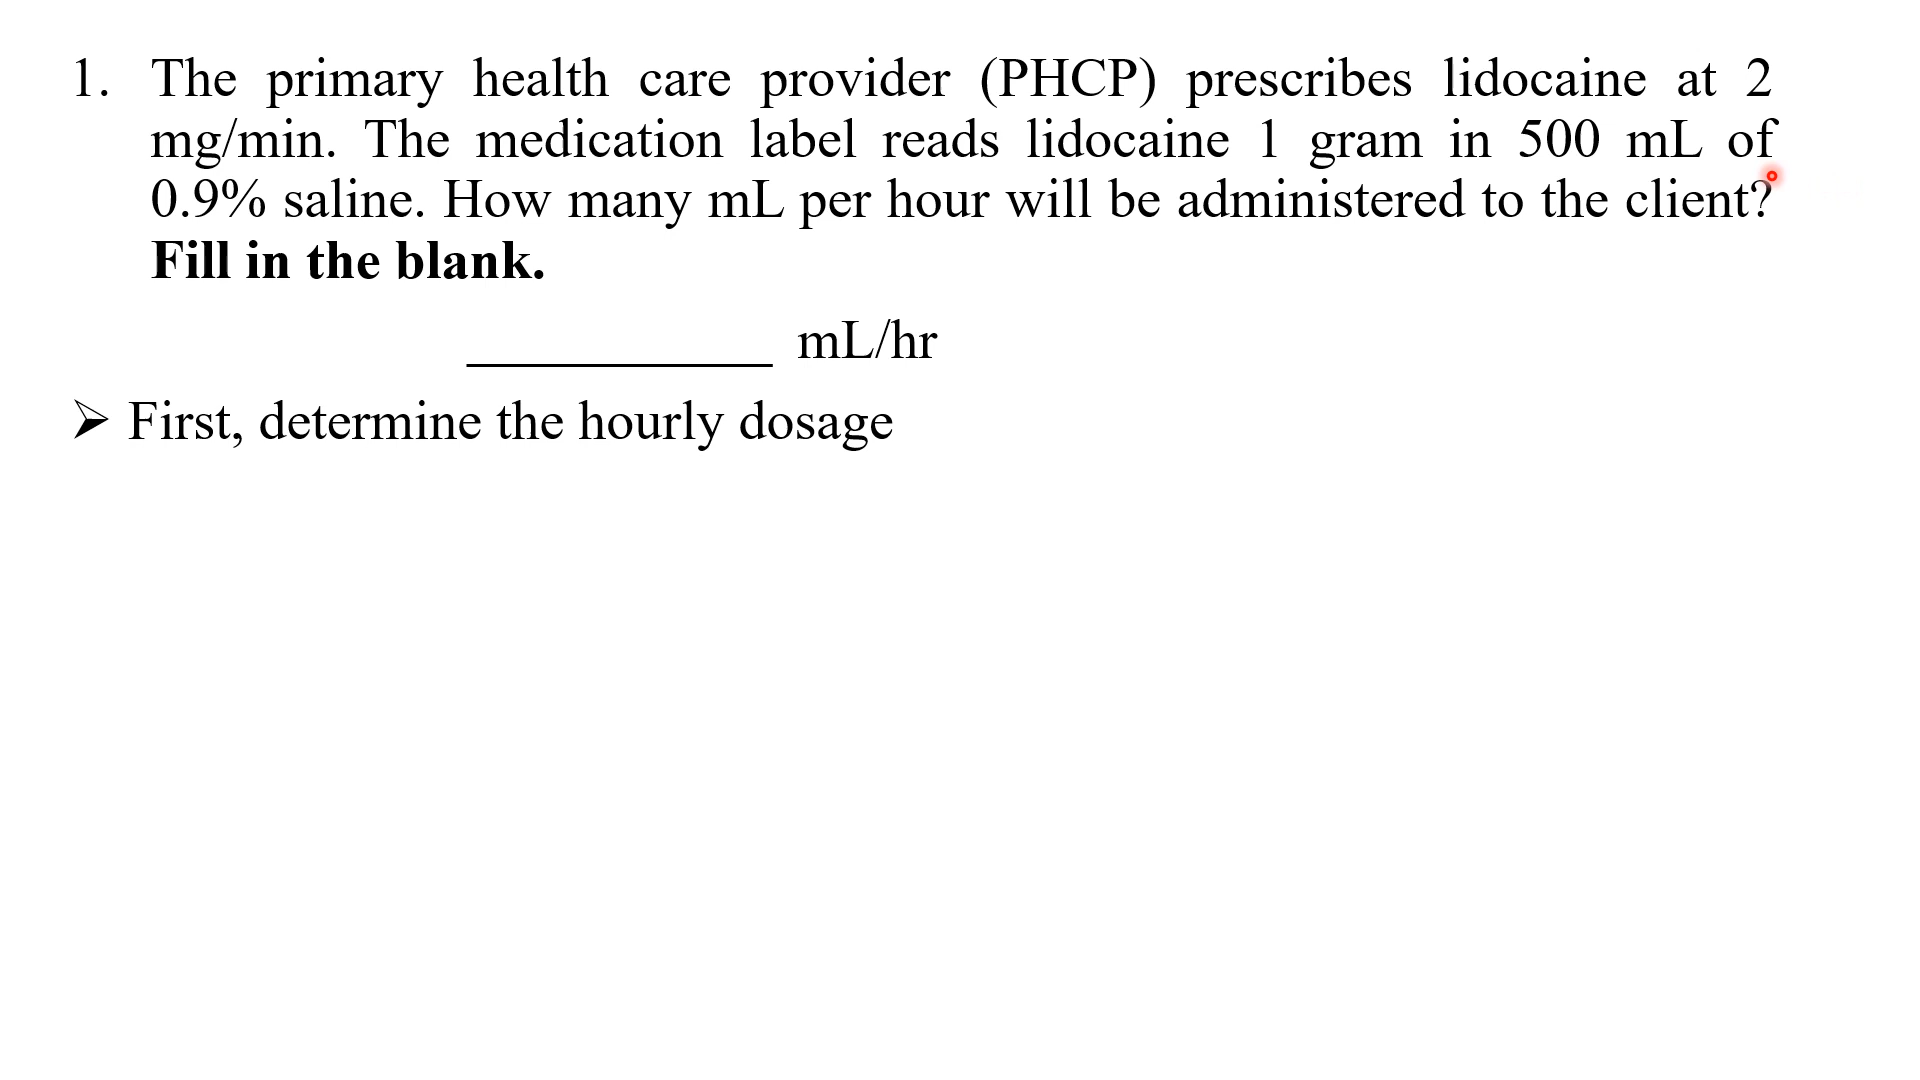 1. The primary health care provider (PHCP) prescribes lidocaine at 2
mg/min. The medication label reads lidocaine 1 gram in 500 mL of
0.9% saline. How many mL per hour will be administered to the client?
Fill in the blank.
___________ mL/hr
➢ First, determine the hourly dosage